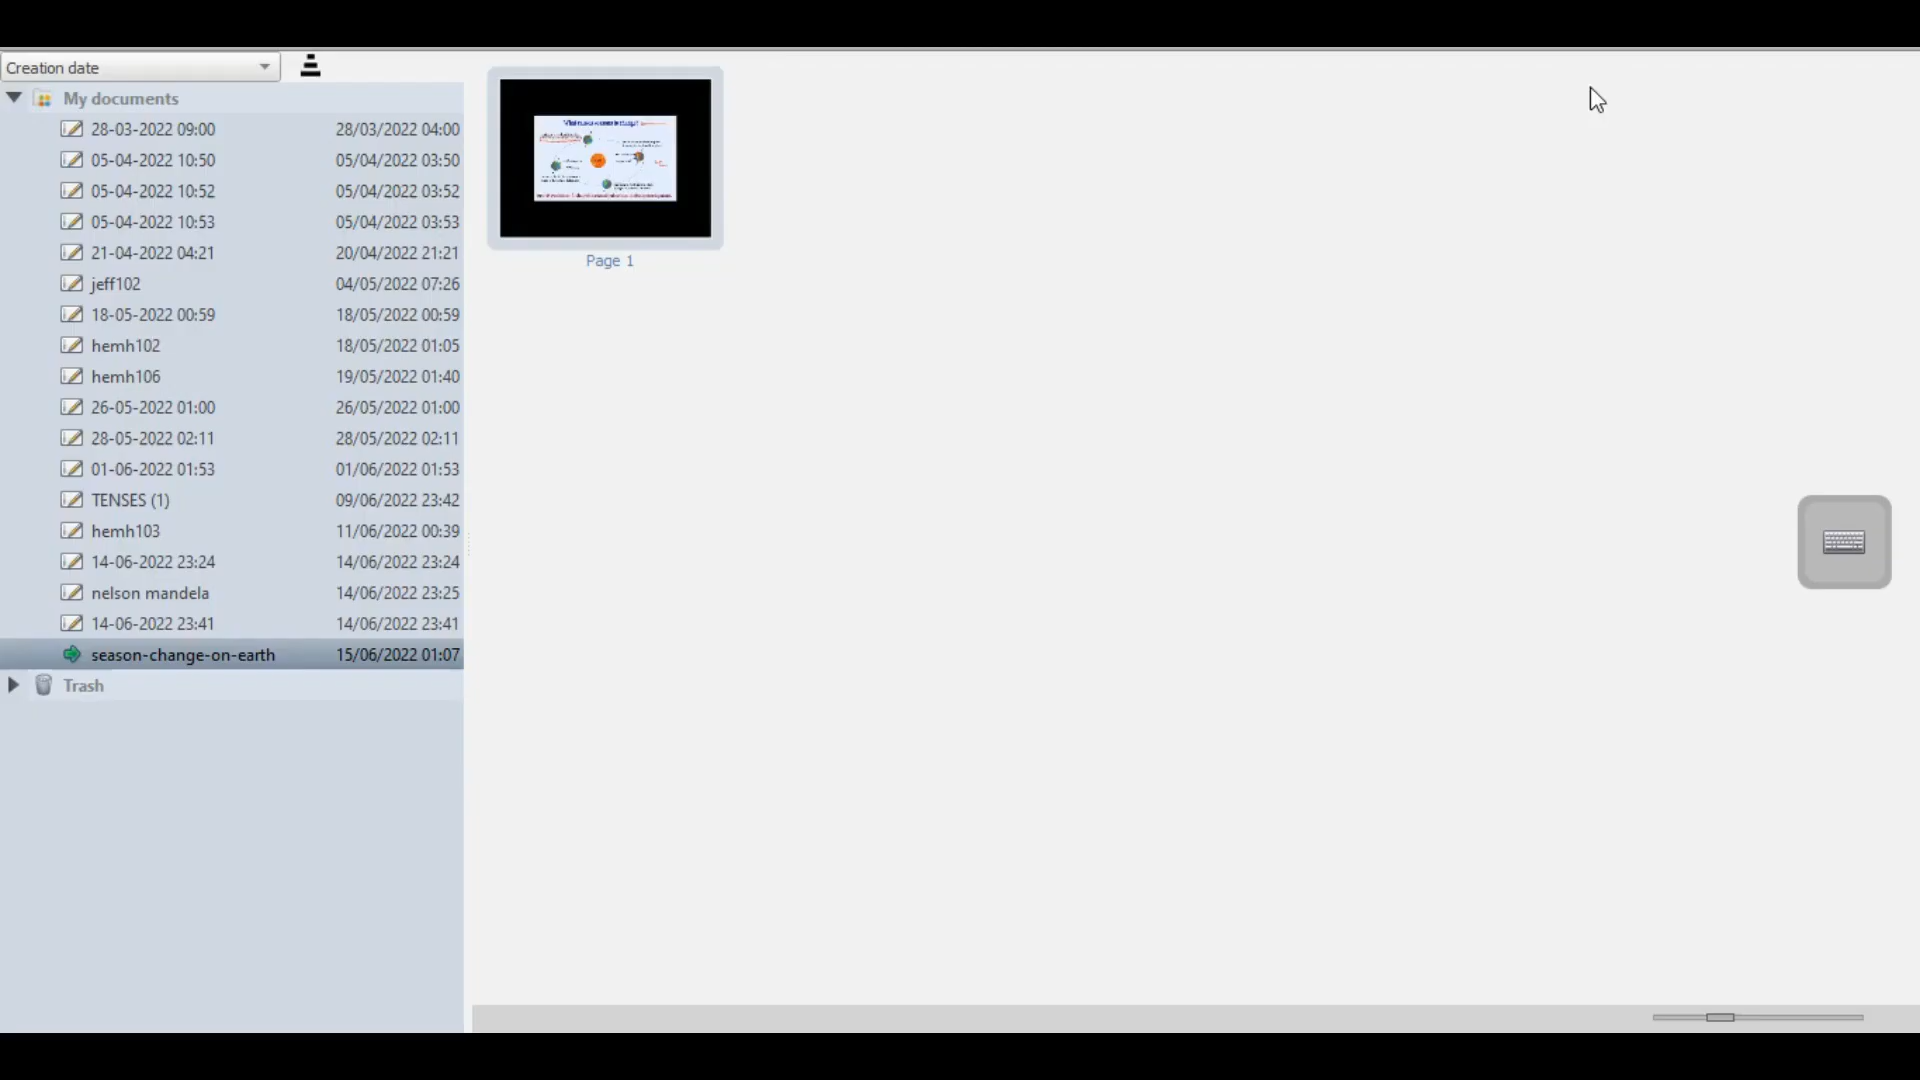 Creation date
My documents
28-03-2022 09:00 28/03/2022 04:00
05-04-2022 10:50 05/04/2022 03:50
05-04-2022 10:52 05/04/2022 03:52
05-04-2022 10:53 05/04/2022 03:53
21-04-2022 04:21 20/04/2022 21:21
jeff102 04/05/2022 07:26
18-05-2022 00:59 18/05/2022 00:59
hemh102 18/05/2022 01:05
hemh106 19/05/2022 01:40
26-05-2022 01:00 26/05/2022 01:00
28-05-2022 02:11 28/05/2022 02:11
01-06-2022 01:53 01/06/2022 01:53
TENSES (1) 09/06/2022 23:42
hemh103 11/06/2022 00:39
14-06-2022 23:24 14/06/2022 23:24
nelson mandela 14/06/2022 23:25
14-06-2022 23:41 14/06/2022 23:41
season-change-on-earth 15/06/2022 01:07
Trash
Page 1